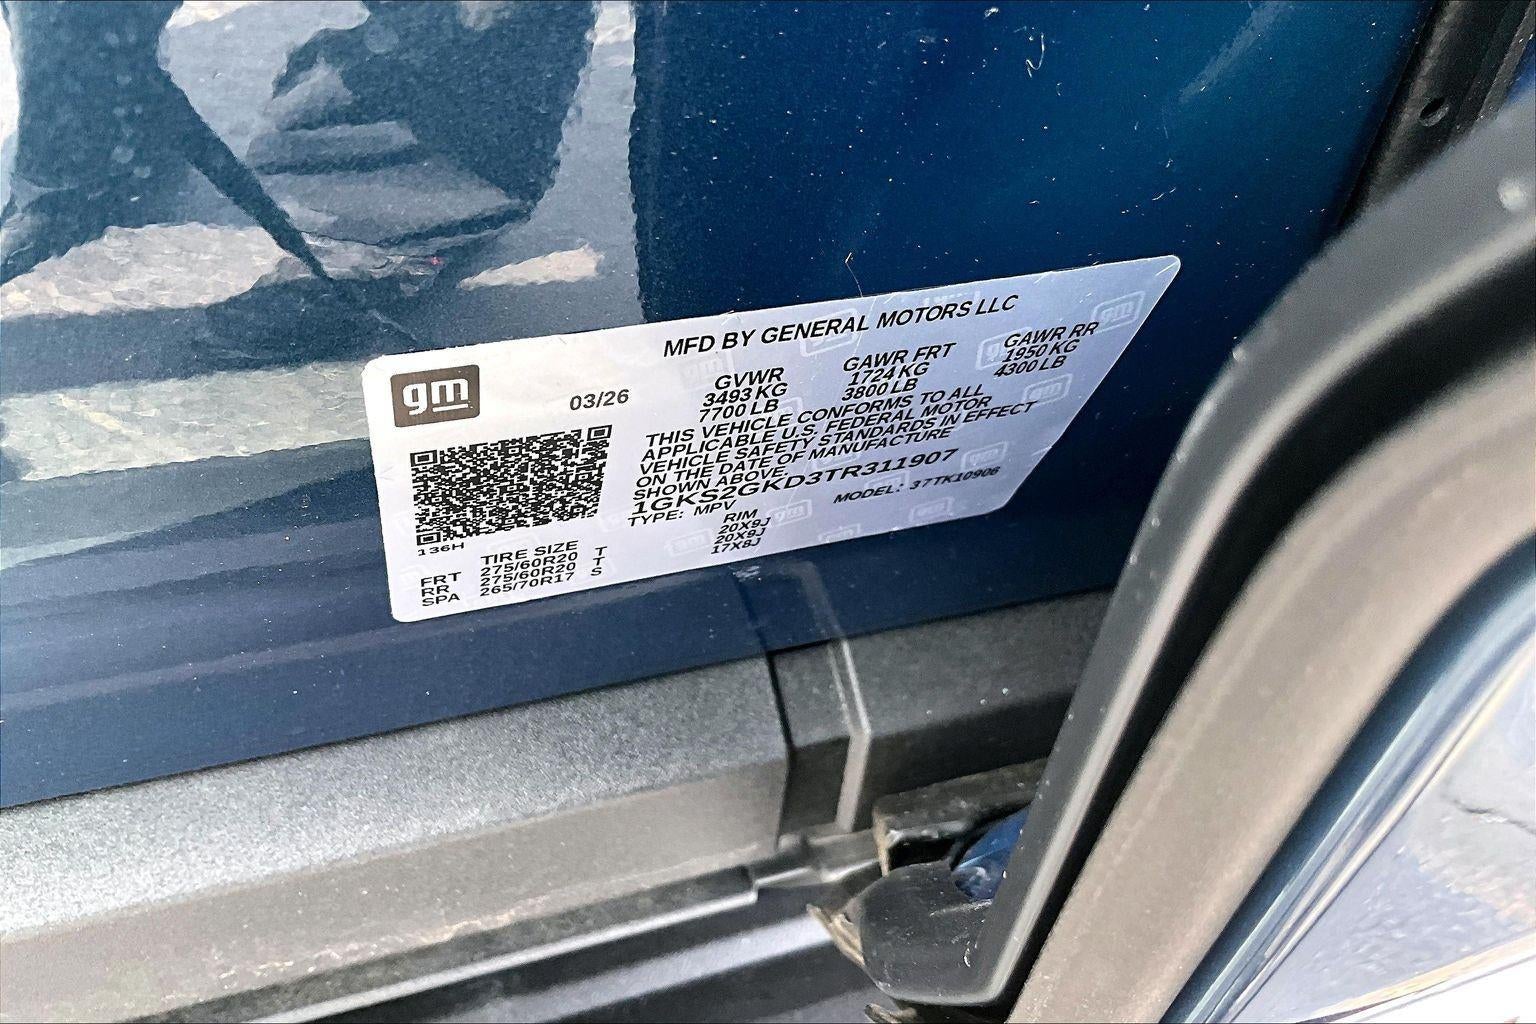 MFD BY GENERAL MOTORS LLC
gm
03/26
GVWR GAWR FRT GAWR RR
3493 KG 1724 KG 1950 KG
7700 LB 3800 LB 4300 LB
THIS VEHICLE CONFORMS TO ALL
APPLICABLE U.S. FEDERAL MOTOR
VEHICLE SAFETY STANDARDS IN EFFECT
ON THE DATE OF MANUFACTURE
SHOWN ABOVE.
1GKS2GKD3TR311907
TYPE: MPV MODEL: 37TK10906
136H
TIRE SIZE RIM
FRT 275/60R20 T 20X9J
RR 275/60R20 T 20X9J
SPA 265/70R17 S 17X8J